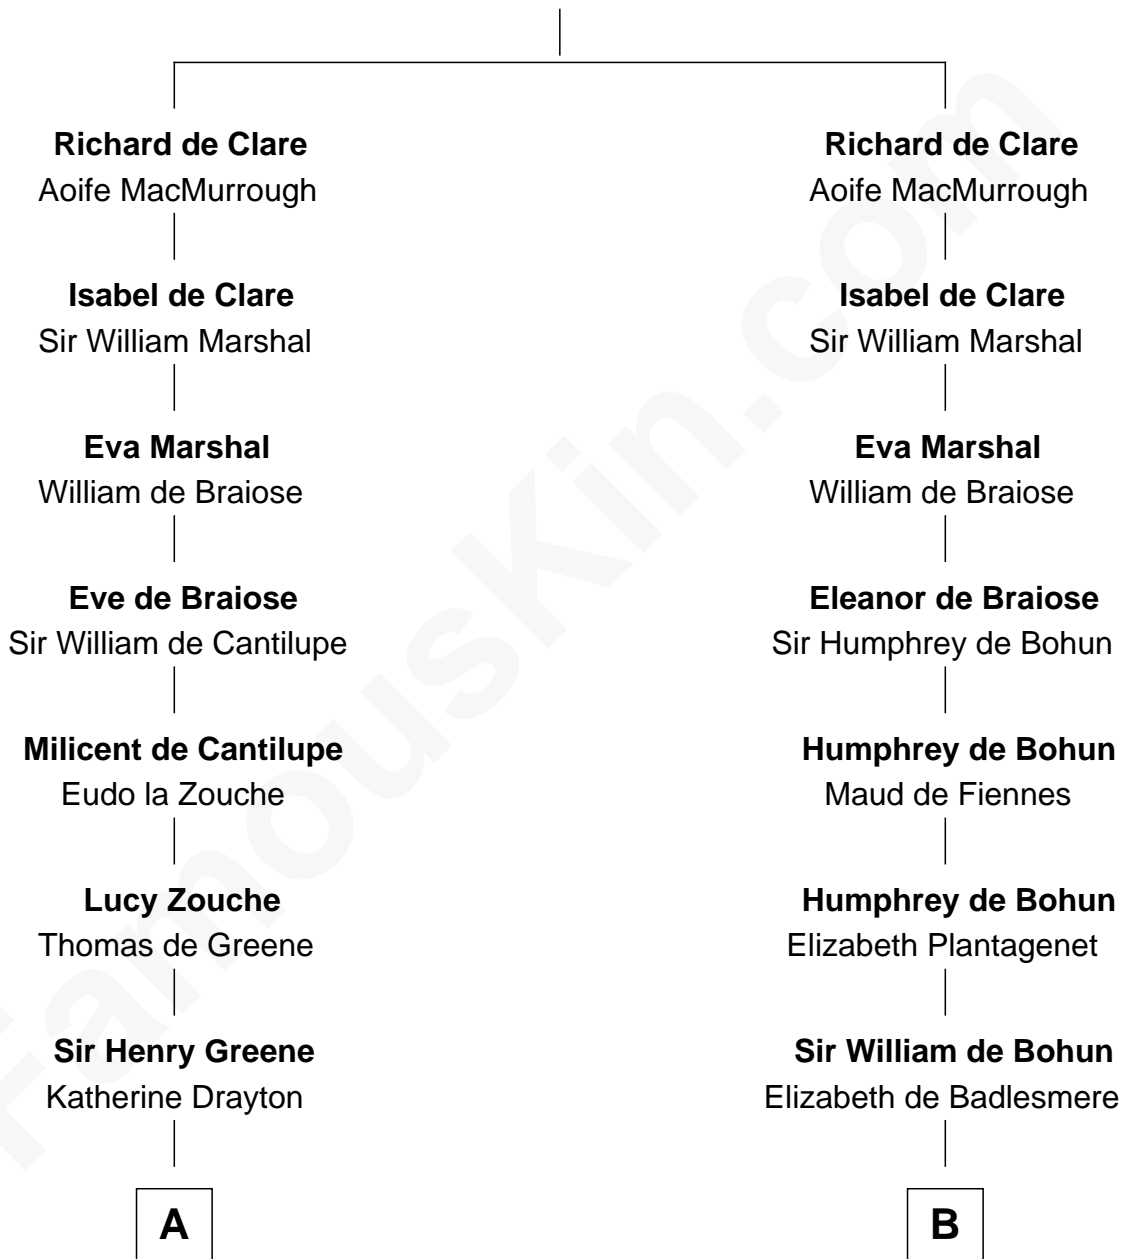 Richard de Clare
Aoife MacMurrough
Isabel de Clare
Sir William Marshal
Eva Marshal
William de Braiose
Eve de Braiose
Sir William de Cantilupe
Milicent de Cantilupe
Eudo la Zouche
Lucy Zouche
Thomas de Greene
Sir Henry Greene
Katherine Drayton
A
Richard de Clare
Aoife MacMurrough
Isabel de Clare
Sir William Marshal
Eva Marshal
William de Braiose
Eleanor de Braiose
Sir Humphrey de Bohun
Humphrey de Bohun
Maud de Fiennes
Humphrey de Bohun
Elizabeth Plantagenet
Sir William de Bohun
Elizabeth de Badlesmere
B
FamousKin.com